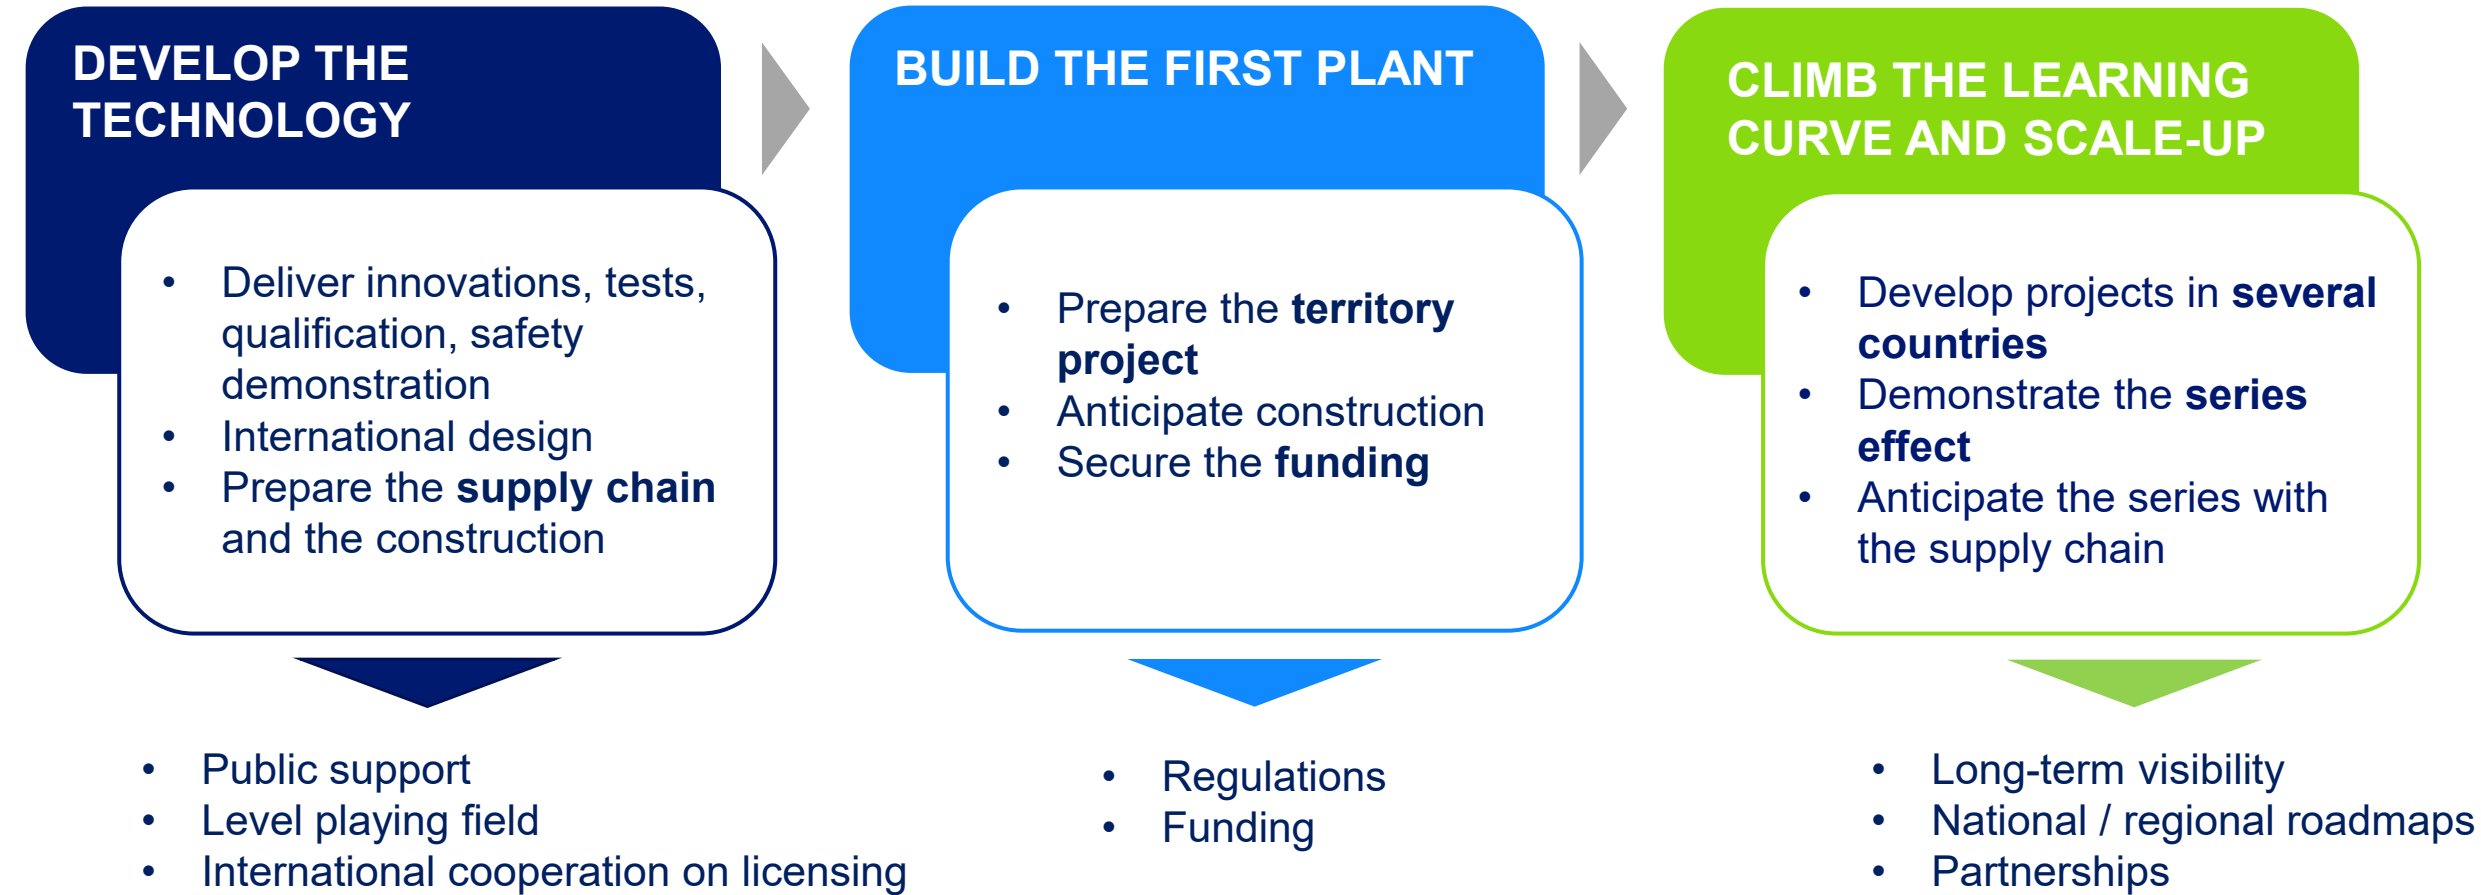 DEVELOP THE
TECHNOLOGY
• Deliver innovations, tests,
qualification, safety
demonstration
• International design
• Prepare the supply chain
and the construction
• Public support
• Level playing field
• International cooperation on licensing
BUILD THE FIRST PLANT
• Prepare the territory
project
• Anticipate construction
• Secure the funding
• Regulations
• Funding
CLIMB THE LEARNING
CURVE AND SCALE-UP
• Develop projects in several
countries
• Demonstrate the series
effect
• Anticipate the series with
the supply chain
• Long-term visibility
• National / regional roadmaps
• Partnerships